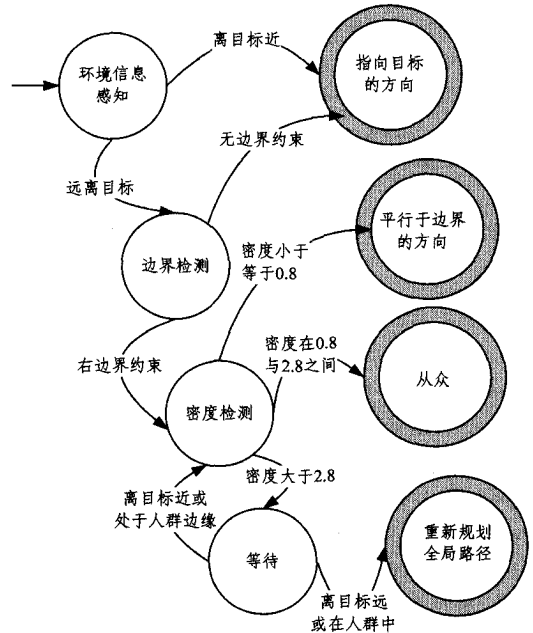 离目标近
环境信息
感知
指向目标
的方向
无边界约束
远离目标
平行于边界
的方向
密度小于
等于0.8
边界检测
密度在0.8
与2.8之间
右边界约束
从众
密度检测
密度大于2.8
离目标近或
处于人群边缘
重新规划
全局路径
等待
离目标远
或在人群中